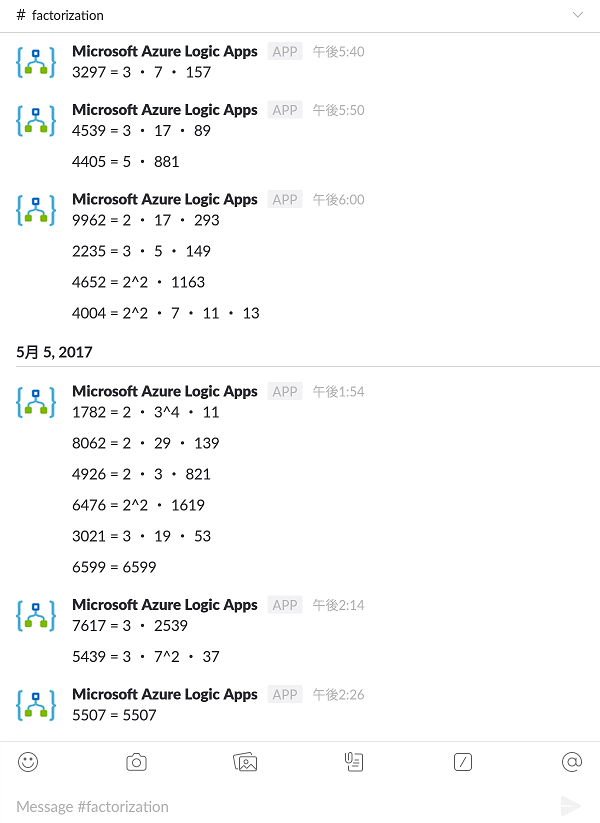 # factorization
Microsoft Azure Logic Apps APP 午後5:40
3297 = 3 ・ 7 ・ 157
Microsoft Azure Logic Apps APP 午後5:50
4539 = 3 ・ 17 ・ 89
4405 = 5 ・ 881
Microsoft Azure Logic Apps APP 午後6:00
9962 = 2 ・ 17 ・ 293
2235 = 3 ・ 5 ・ 149
4652 = 2^2 ・ 1163
4004 = 2^2 ・ 7 ・ 11 ・ 13
5月 5, 2017
Microsoft Azure Logic Apps APP 午後1:54
1782 = 2 ・ 3^4 ・ 11
8062 = 2 ・ 29 ・ 139
4926 = 2 ・ 3 ・ 821
6476 = 2^2 ・ 1619
3021 = 3 ・ 19 ・ 53
6599 = 6599
Microsoft Azure Logic Apps APP 午後2:14
7617 = 3 ・ 2539
5439 = 3 ・ 7^2 ・ 37
Microsoft Azure Logic Apps APP 午後2:26
5507 = 5507
Message #factorization